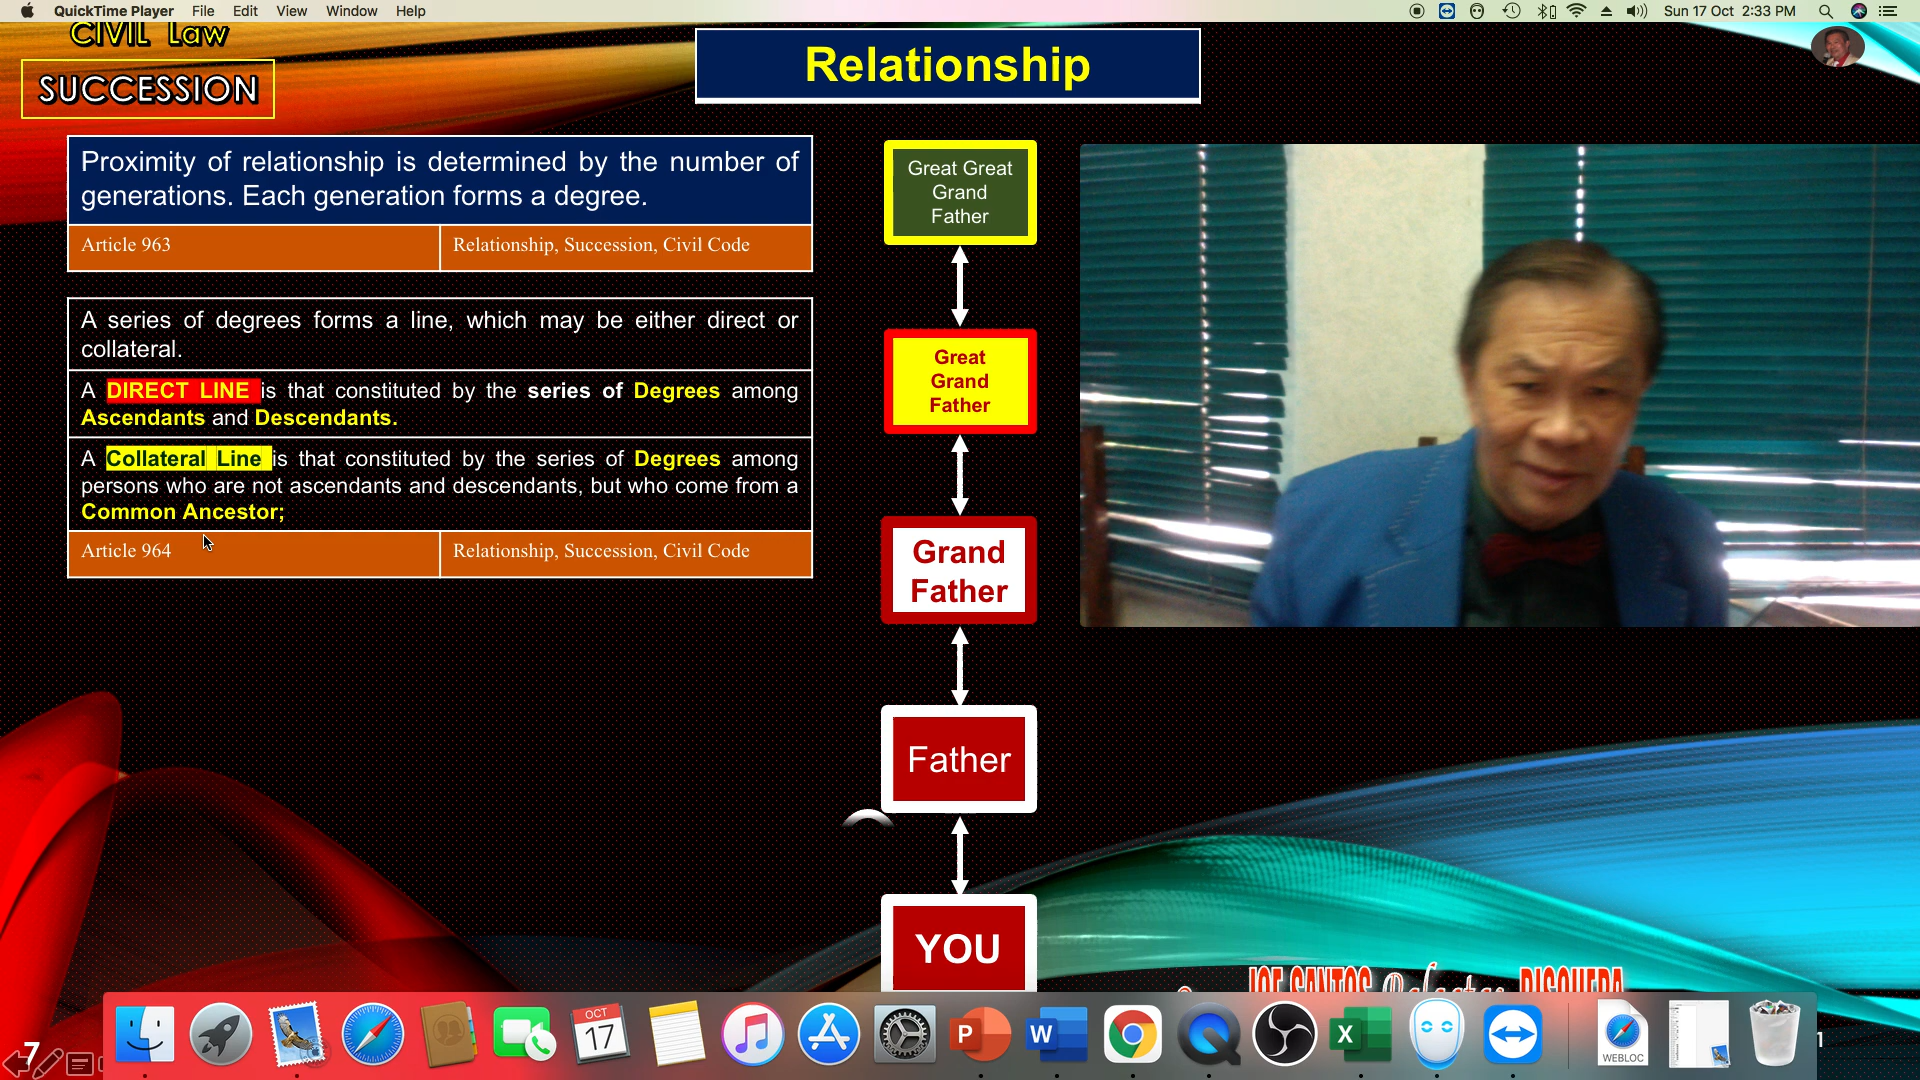 QuickTime Player File Edit View Window Help
Sun 17 Oct 2:33 PM
CIVIL Law
SUCCESSION
Relationship
Proximity of relationship is determined by the number of
generations. Each generation forms a degree.
Article 963
Relationship, Succession, Civil Code
A series of degrees forms a line, which may be either direct or
collateral.
A DIRECT LINE is that constituted by the series of Degrees among
Ascendants and Descendants.
A Collateral Line is that constituted by the series of Degrees among
persons who are not ascendants and descendants, but who come from a
Common Ancestor;
Article 964
Relationship, Succession, Civil Code
Great Great
Grand
Father
Great
Grand
Father
Grand
Father
Father
YOU
JOE SANTOS BISQUERA
7
OCT
17
P
W
X
WEBLOC
1